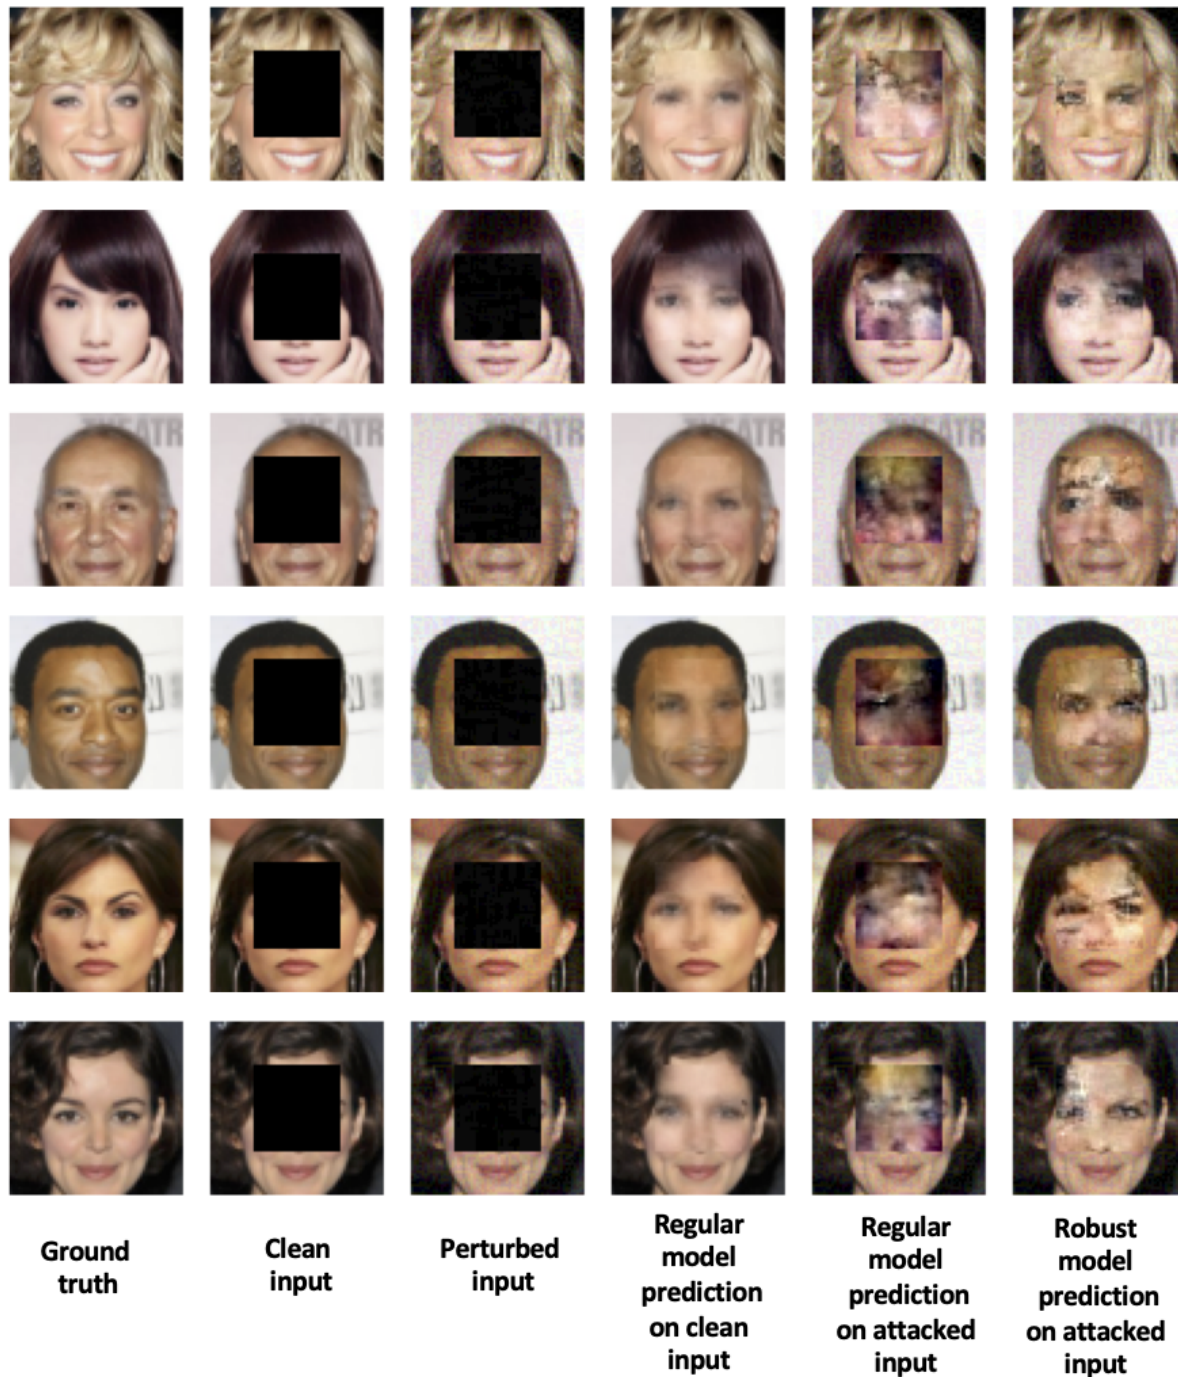 THEATR
Ground
truth
Clean
input
Perturbed
input
Regular
model
prediction
on clean
input
Regular
model
prediction
on attacked
input
Robust
model
prediction
on attacked
input